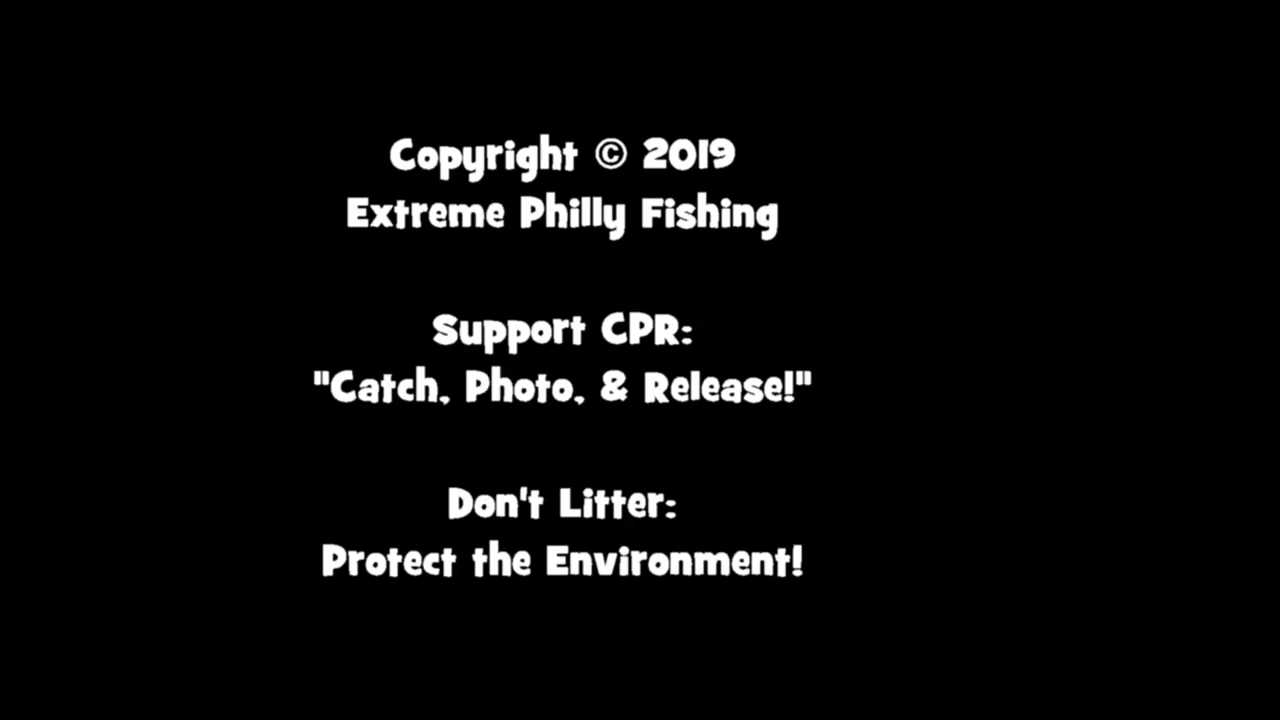 Copyright © 2019
Extreme Philly Fishing
Support CPR:
"Catch, Photo, & Release!"
Don't Litter:
Protect the Environment!